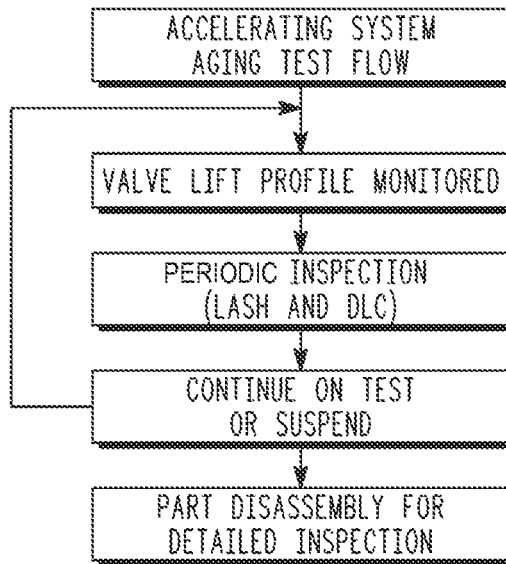 ACCELERATING SYSTEM
AGING TEST FLOW
VALVE LIFT PROFILE MONITORED
PERIODIC INSPECTION
(LASH AND DLC)
CONTINUE ON TEST
OR SUSPEND
PART DISASSEMBLY FOR
DETAILED INSPECTION